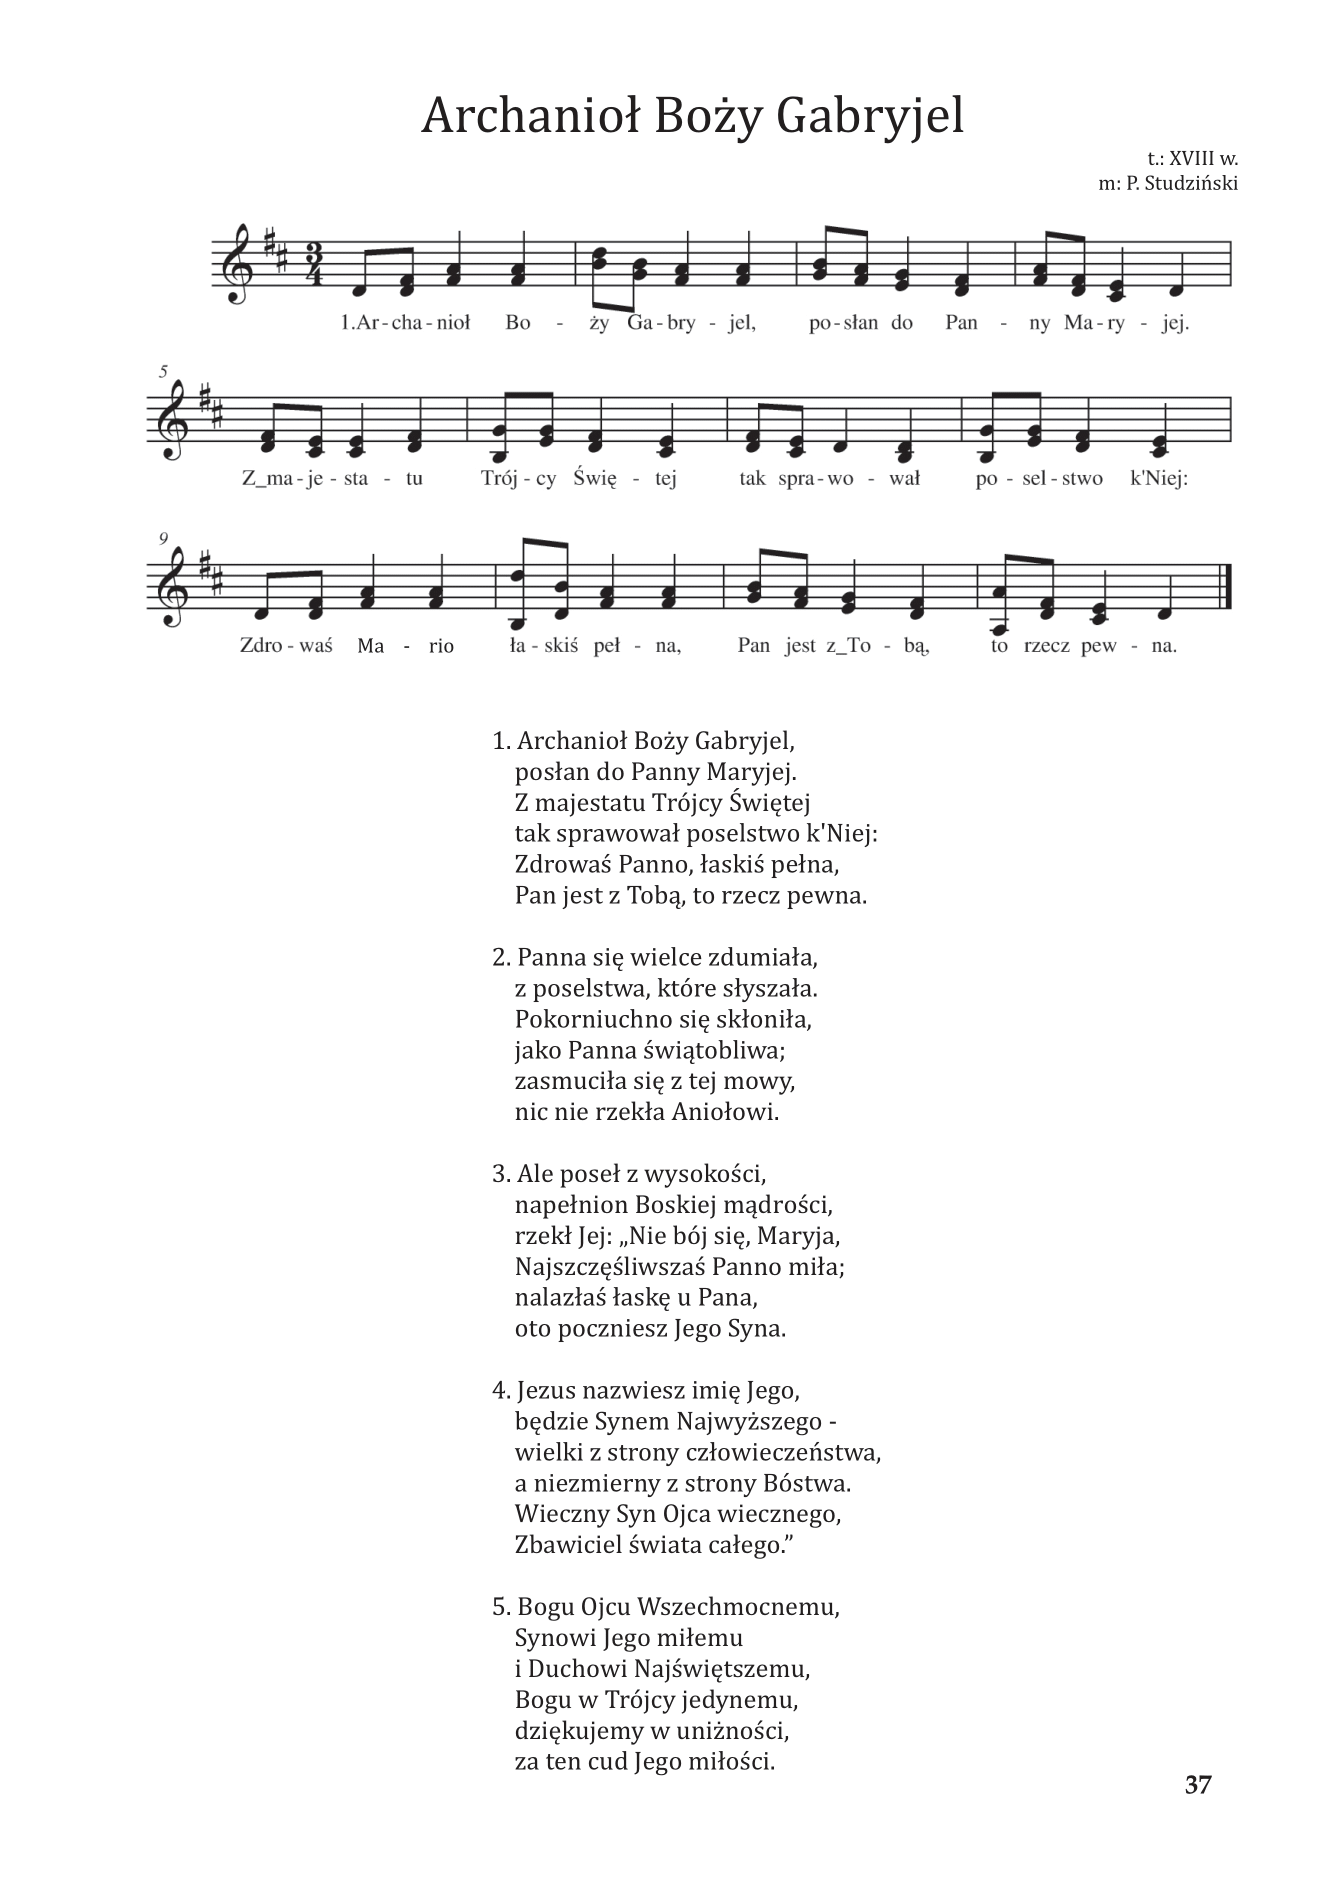 Archanioł Boży Gabryjel
t.: XVIII w.
m: P. Studziński
3
4
1.Ar - cha - nioł Bo - ży Ga - bry - jel, po - słan do Pan - ny Ma - ry - jej.
5
Z_ma - je - sta - tu Trój - cy Świę - tej tak spra - wo - wał po - sel - stwo k'Niej:
9
Zdro - waś Ma - rio ła - skiś peł - na, Pan jest z_To - bą, to rzecz pew - na.
1. Archanioł Boży Gabryjel,
posłan do Panny Maryjej.
Z majestatu Trójcy Świętej
tak sprawował poselstwo k'Niej:
Zdrowaś Panno, łaskiś pełna,
Pan jest z Tobą, to rzecz pewna.
2. Panna się wielce zdumiała,
z poselstwa, które słyszała.
Pokorniuchno się skłoniła,
jako Panna świątobliwa;
zasmuciła się z tej mowy,
nic nie rzekła Aniołowi.
3. Ale poseł z wysokości,
napełnion Boskiej mądrości,
rzekł Jej: „Nie bój się, Maryja,
Najszczęśliwszaś Panno miła;
nalazłaś łaskę u Pana,
oto poczniesz Jego Syna.
4. Jezus nazwiesz imię Jego,
będzie Synem Najwyższego -
wielki z strony człowieczeństwa,
a niezmierny z strony Bóstwa.
Wieczny Syn Ojca wiecznego,
Zbawiciel świata całego.”
5. Bogu Ojcu Wszechmocnemu,
Synowi Jego miłemu
i Duchowi Najświętszemu,
Bogu w Trójcy jedynemu,
dziękujemy w uniżności,
za ten cud Jego miłości.
37